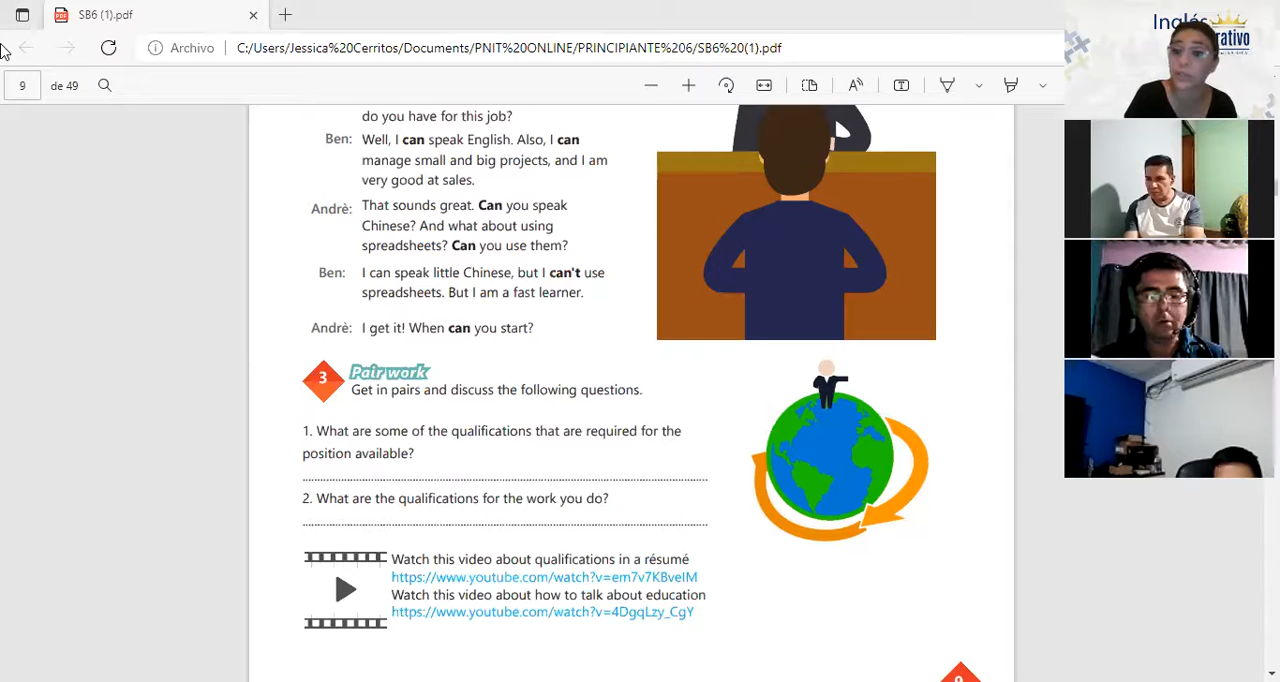 SB6 (1).pdf
Archivo
C:/Users/Jessica%20Cerritos/Documents/PNIT%20ONLINE/PRINCIPIANTE%206/SB6%20(1).pdf
9
de 49
Inglés
rativo
do you have for this job?
Ben: Well, I can speak English. Also, I can
manage small and big projects, and I am
very good at sales.
Andrè: That sounds great. Can you speak
Chinese? And what about using
spreadsheets? Can you use them?
Ben: I can speak little Chinese, but I can't use
spreadsheets. But I am a fast learner.
Andrè: I get it! When can you start?
3
Pair work
Get in pairs and discuss the following questions.
1. What are some of the qualifications that are required for the
position available?
2. What are the qualifications for the work you do?
Watch this video about qualifications in a résumé
https://www.youtube.com/watch?v=em7v7KBveIM
Watch this video about how to talk about education
https://www.youtube.com/watch?v=4DgqLzy_CgY
9